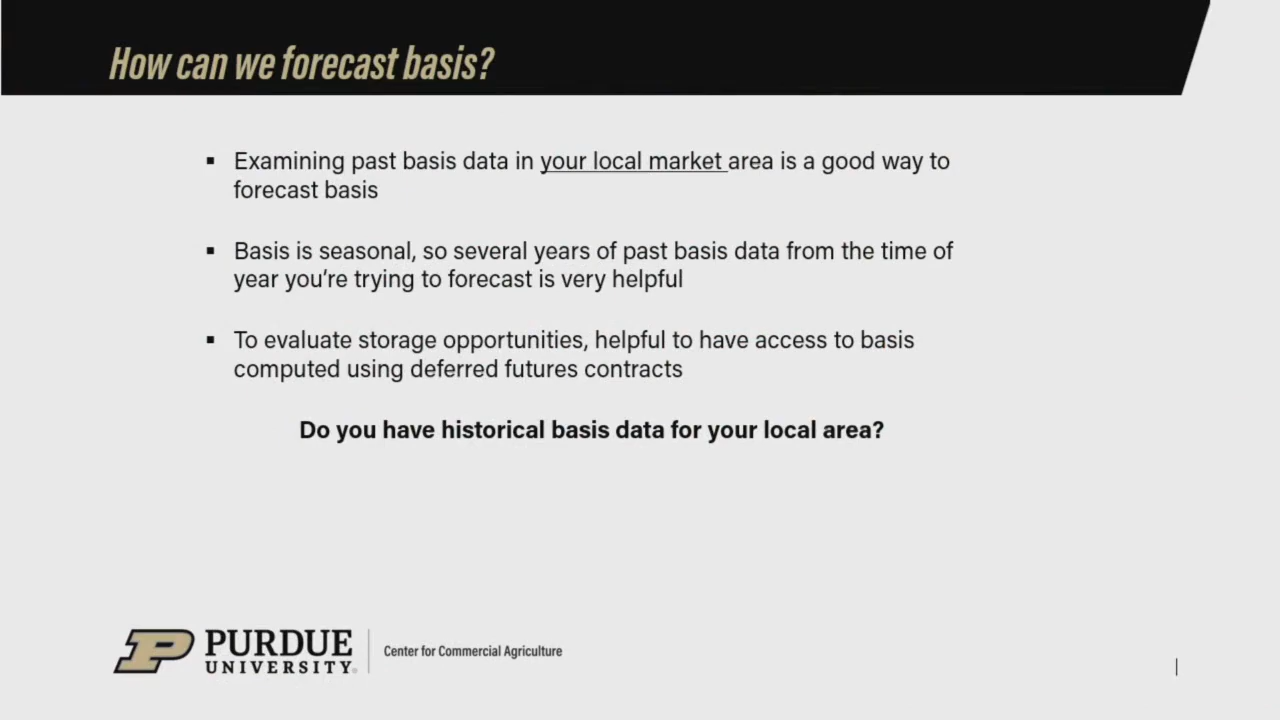 How can we forecast basis?
▪ Examining past basis data in your local market area is a good way to
forecast basis
▪ Basis is seasonal, so several years of past basis data from the time of
year you're trying to forecast is very helpful
▪ To evaluate storage opportunities, helpful to have access to basis
computed using deferred futures contracts
Do you have historical basis data for your local area?
P PURDUE
UNIVERSITY®
Center for Commercial Agriculture
|